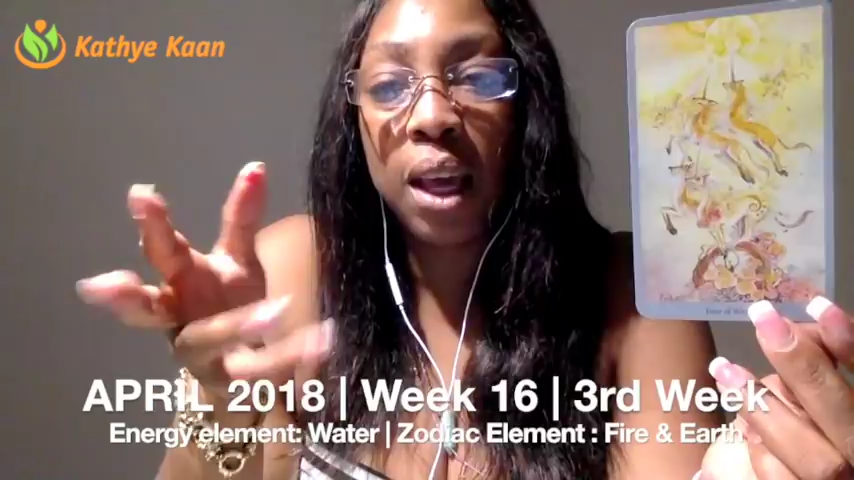 Kathye Kaan
APRIL 2018 | Week 16 | 3rd Week
Energy element: Water | Zodiac Element : Fire & Earth